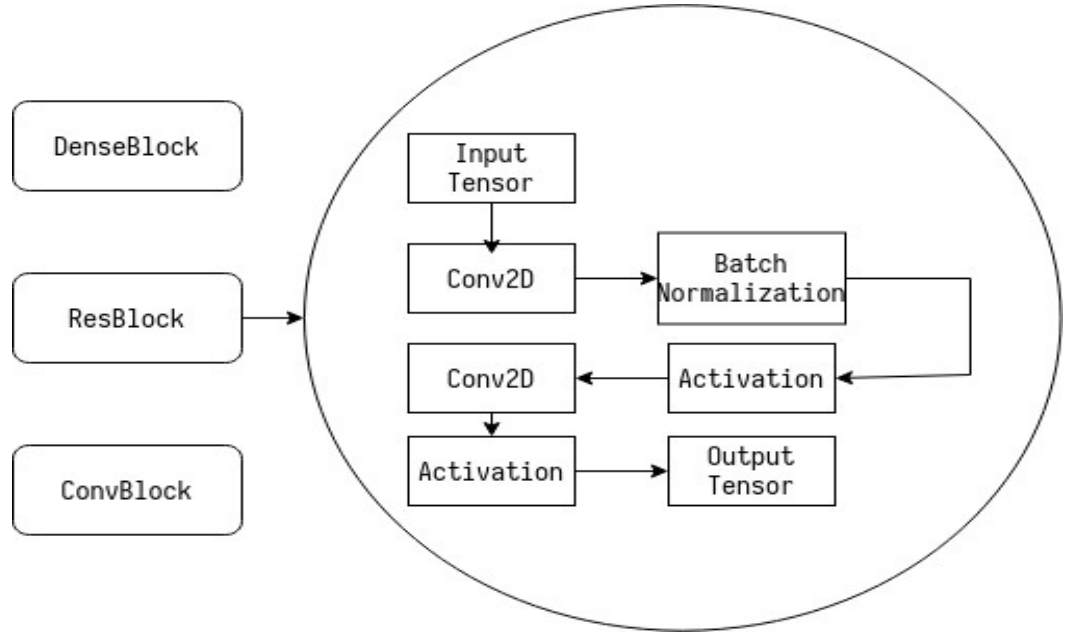 DenseBlock
ResBlock
ConvBlock
Input
Tensor
Conv2D
Batch
Normalization
Conv2D
Activation
Activation
Output
Tensor